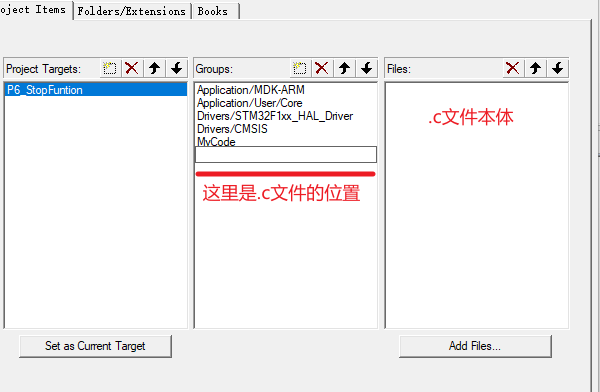 oject Items
Folders/Extensions
Books
Project Targets:
Groups:
Files:
P6_StopFuntion
Application/MDK-ARM
Application/User/Core
Drivers/STM32F1xx_HAL_Driver
Drivers/CMSIS
MyCode
.c文件本体
这里是.c文件的位置
Set as Current Target
Add Files...